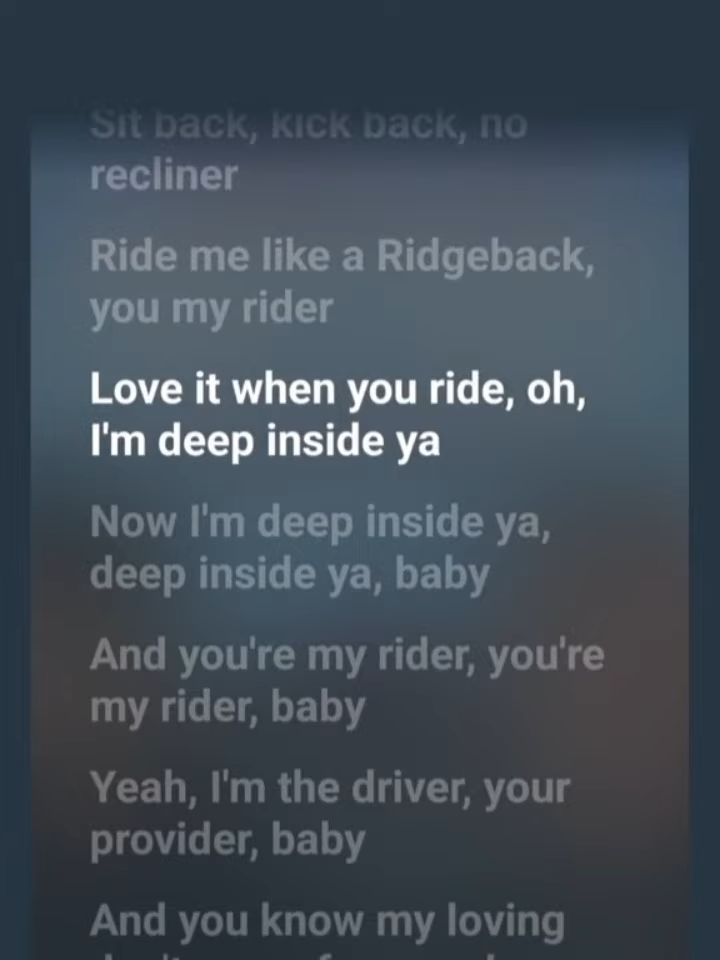 Sit back, kick back, no
recliner
Ride me like a Ridgeback,
you my rider
Love it when you ride, oh,
I'm deep inside ya
Now I'm deep inside ya,
deep inside ya, baby
And you're my rider, you're
my rider, baby
Yeah, I'm the driver, your
provider, baby
And you know my loving